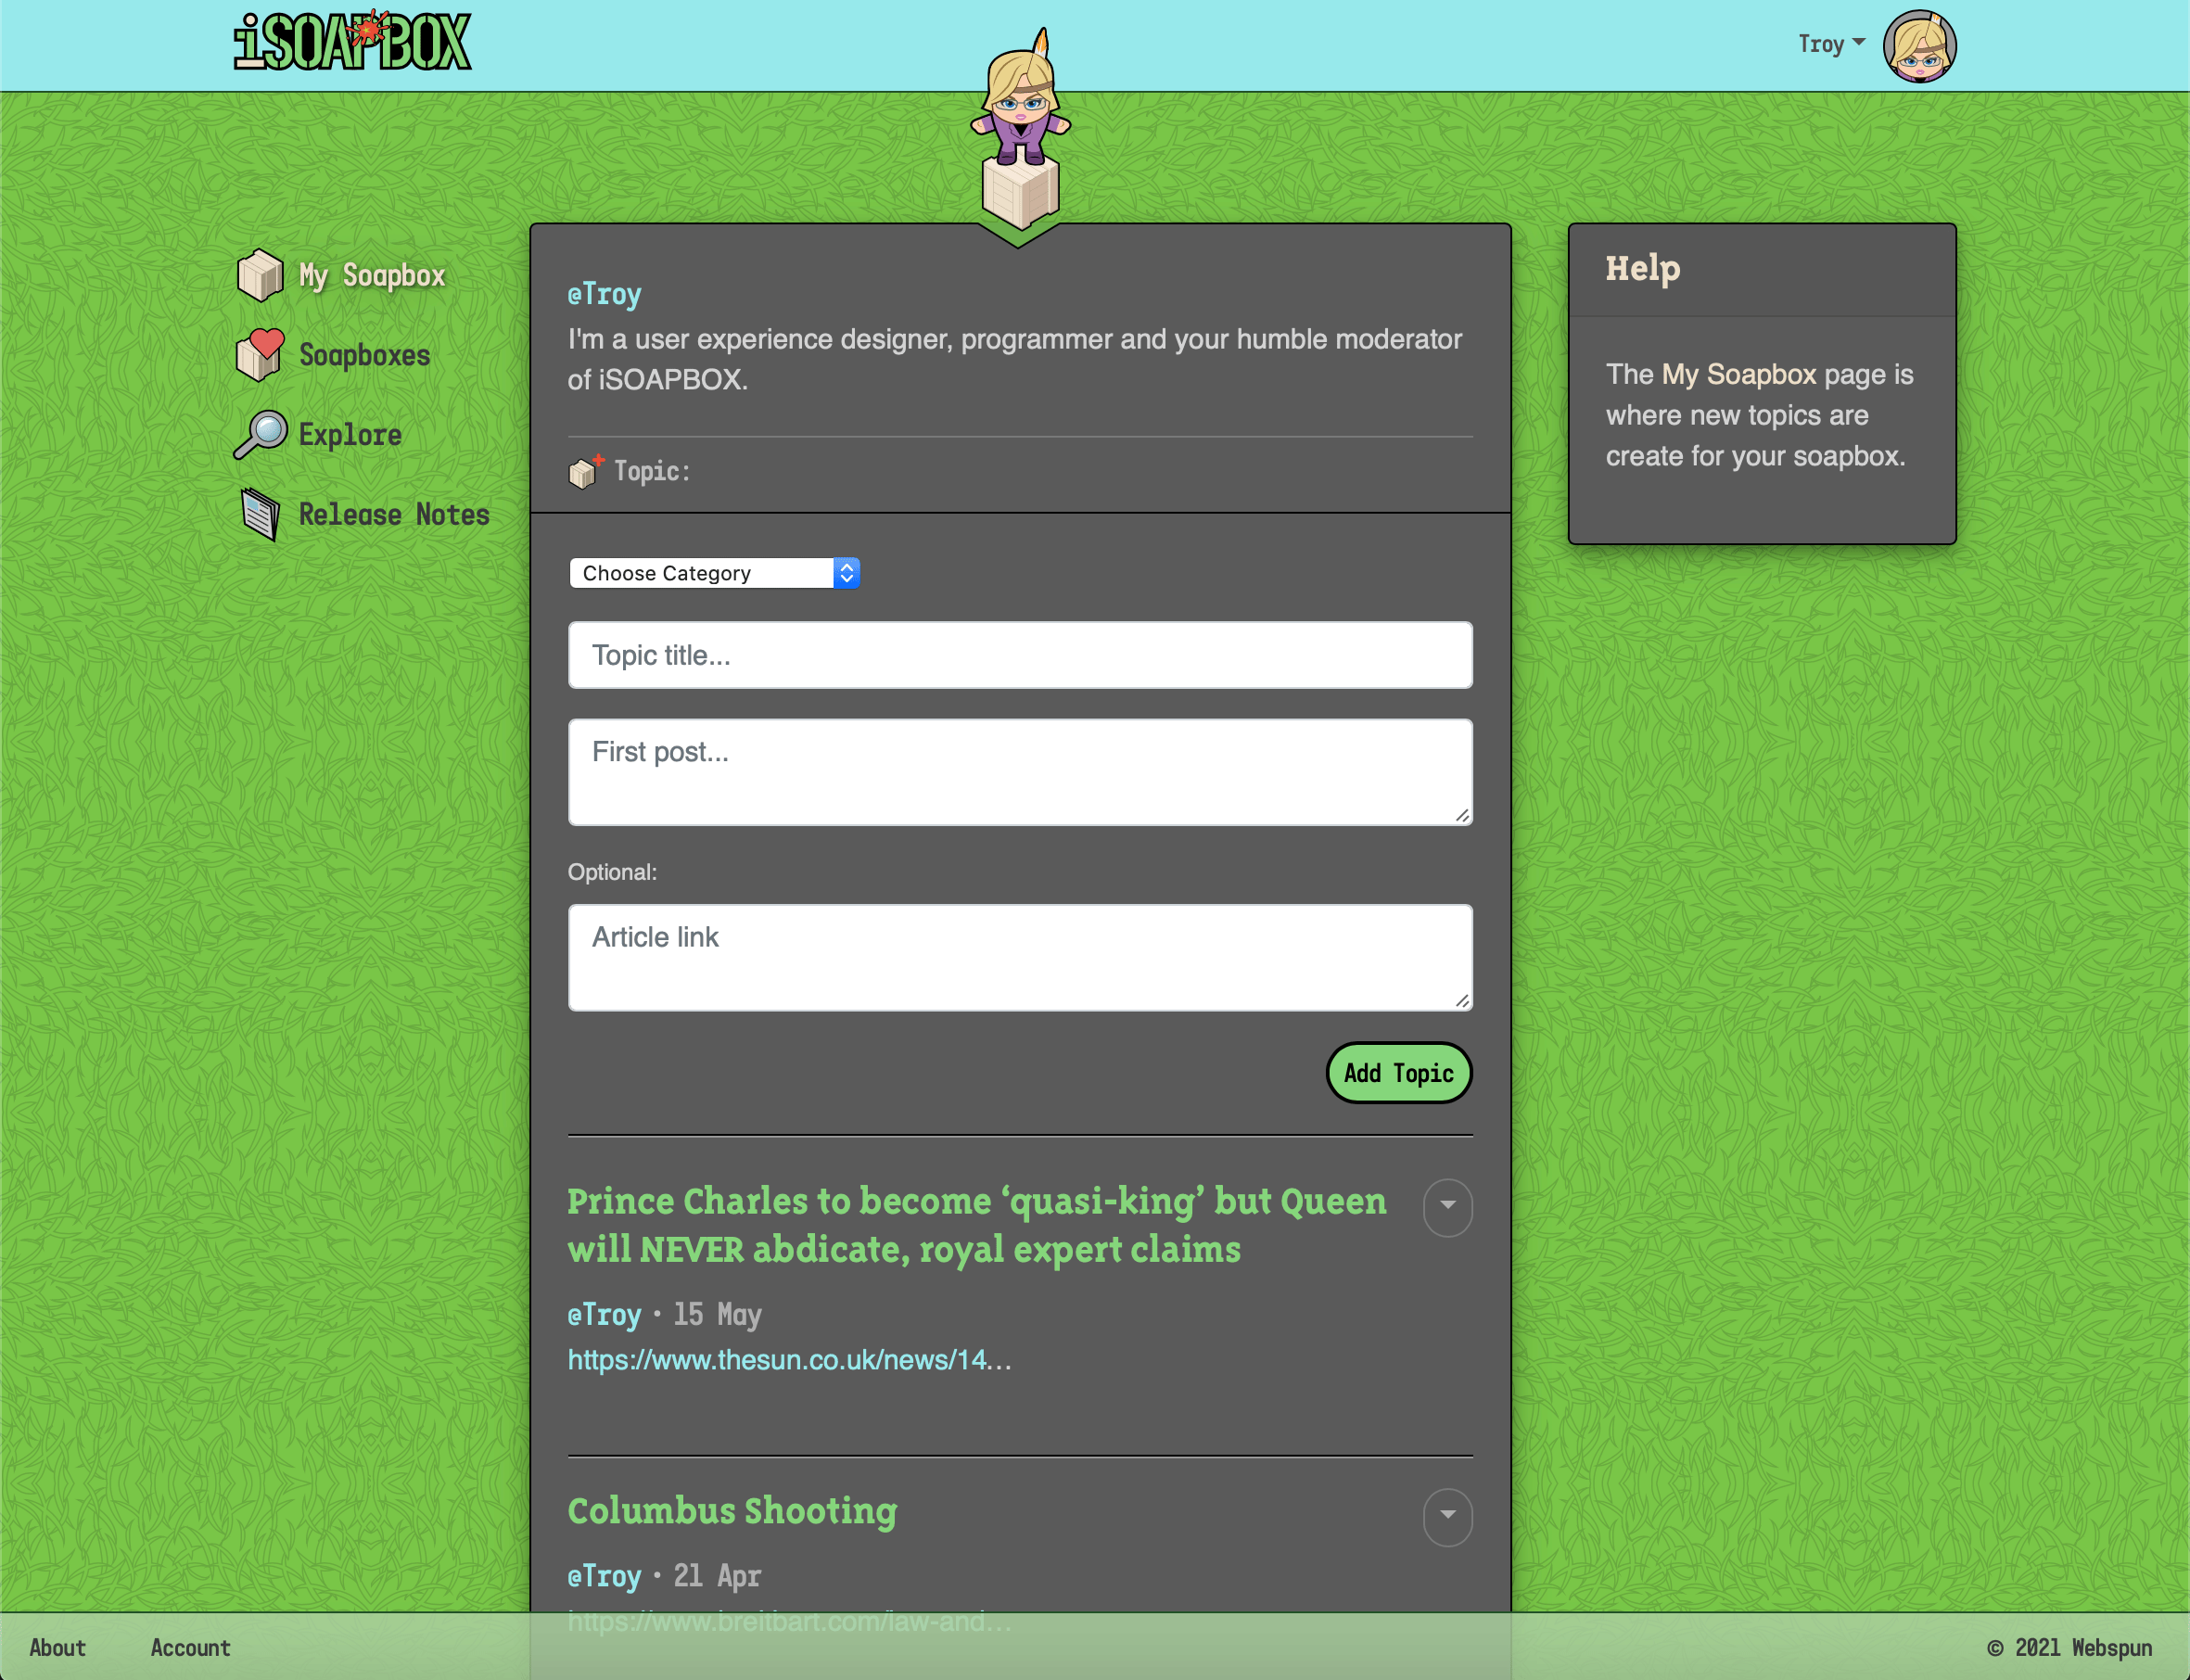 iSOAPBOX
Troy
My Soapbox
Soapboxes
Explore
Release Notes
@Troy
I'm a user experience designer, programmer and your humble moderator
of iSOAPBOX.
Topic:
Choose Category
Topic title...
First post...
Optional:
Article link
Add Topic
Prince Charles to become ‘quasi-king’ but Queen
will NEVER abdicate, royal expert claims
@Troy • 15 May
https://www.thesun.co.uk/news/14...
Columbus Shooting
@Troy • 21 Apr
https://www.breitbart.com/law-and...
Help
The My Soapbox page is
where new topics are
create for your soapbox.
About
Account
© 2021 Webspun